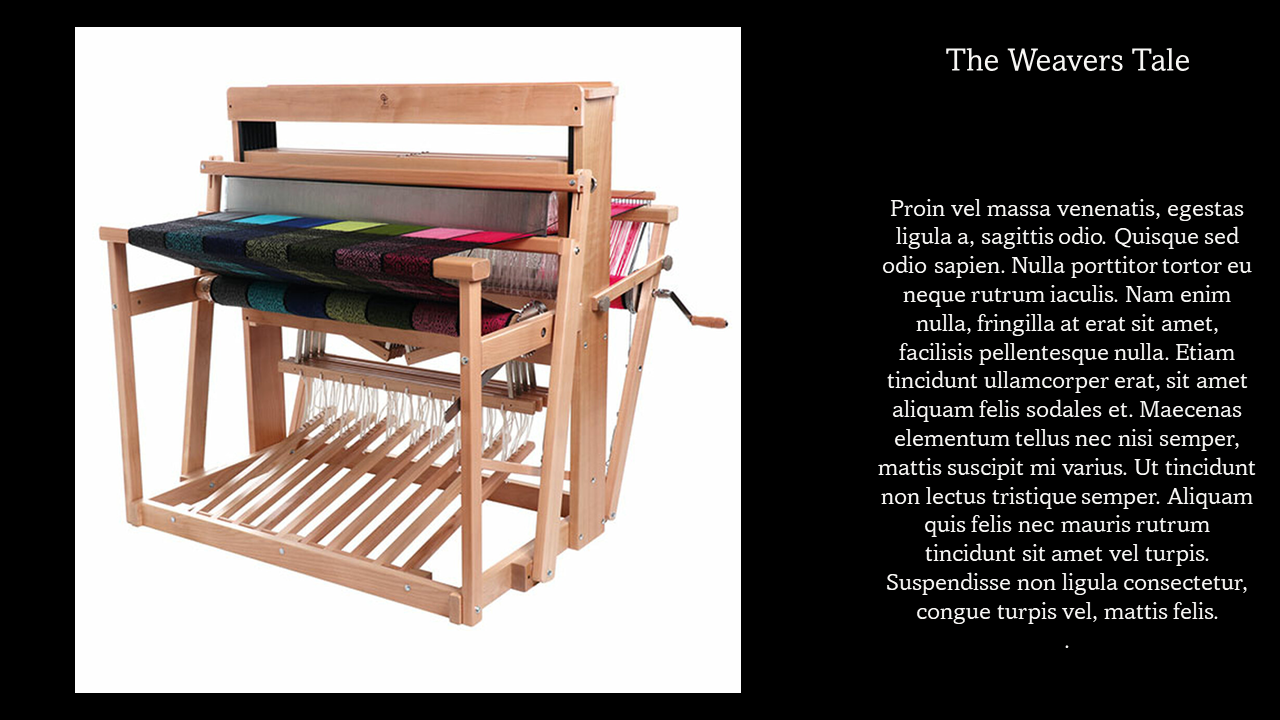 The Weavers Tale
Proin vel massa venenatis, egestas
ligula a, sagittis odio. Quisque sed
odio sapien. Nulla porttitor tortor eu
neque rutrum iaculis. Nam enim
nulla, fringilla at erat sit amet,
facilisis pellentesque nulla. Etiam
tincidunt ullamcorper erat, sit amet
aliquam felis sodales et. Maecenas
elementum tellus nec nisi semper,
mattis suscipit mi varius. Ut tincidunt
non lectus tristique semper. Aliquam
quis felis nec mauris rutrum
tincidunt sit amet vel turpis.
Suspendisse non ligula consectetur,
congue turpis vel, mattis felis.
.